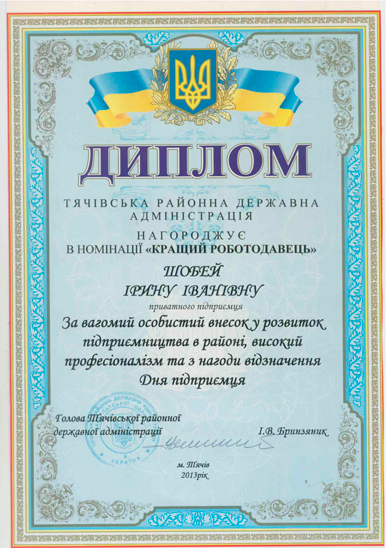 ДИПЛОМ
ТЯЧІВСЬКА РАЙОННА ДЕРЖАВНА
АДМІНІСТРАЦІЯ
НАГОРОДЖУЄ
В НОМІНАЦІЇ «КРАЩИЙ РОБОТОДАВЕЦЬ»
ШОБЕЙ
ІРИНУ ІВАНІВНУ
приватного підприємця
За вагомий особистий внесок у розвиток
підприємництва в районі, високий
професіоналізм та з нагоди відзначення
Дня підприємця
Голова Тячівської районної
державної адміністрації І.В. Бринзяник
УКРАЇНА
м. Тячів
2013рік